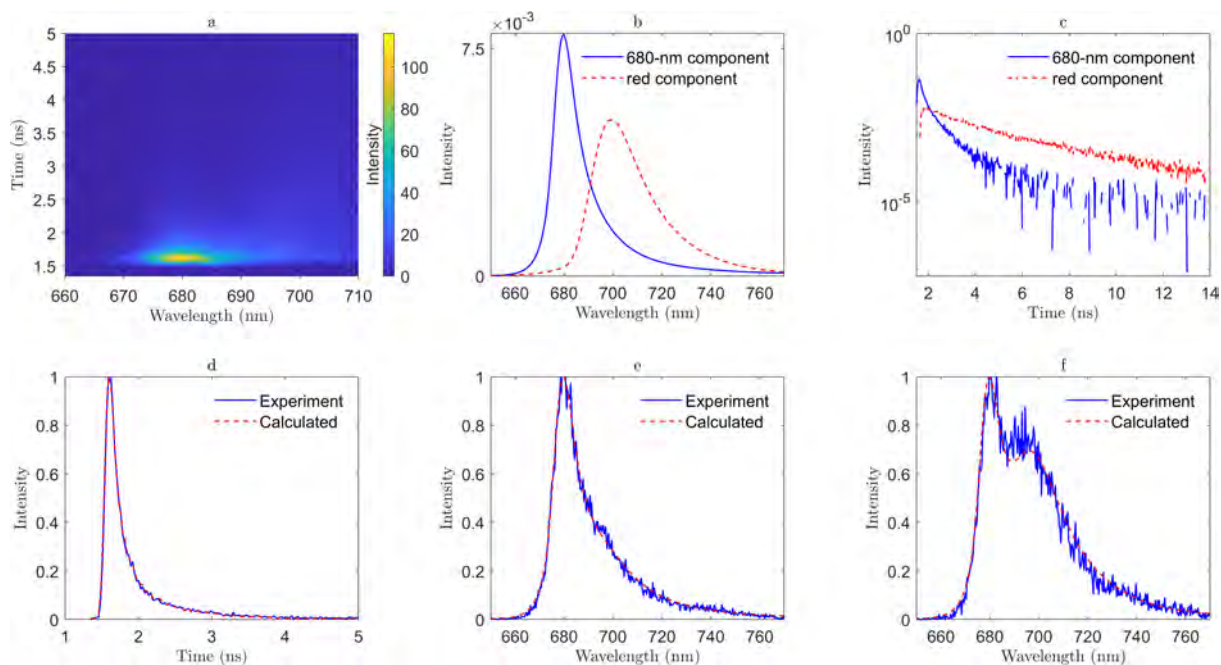 a
5
4.5
4
3.5
3
2.5
2
1.5
660 670 680 690 700 710
Wavelength (nm)
Time (ns)
100
80
60
40
20
0
Intensity
b
×10⁻³
7.5
0
660 680 700 720 740 760
Wavelength (nm)
Intensity
680-nm component
red component
c
10⁰
10⁻⁵
2 4 6 8 10 12 14
Time (ns)
Intensity
680-nm component
red component
d
1
0.8
0.6
0.4
0.2
0
1 2 3 4 5
Time (ns)
Intensity
Experiment
Calculated
e
1
0.8
0.6
0.4
0.2
0
660 680 700 720 740 760
Wavelength (nm)
Intensity
Experiment
Calculated
f
1
0.8
0.6
0.4
0.2
0
660 680 700 720 740 760
Wavelength (nm)
Intensity
Experiment
Calculated